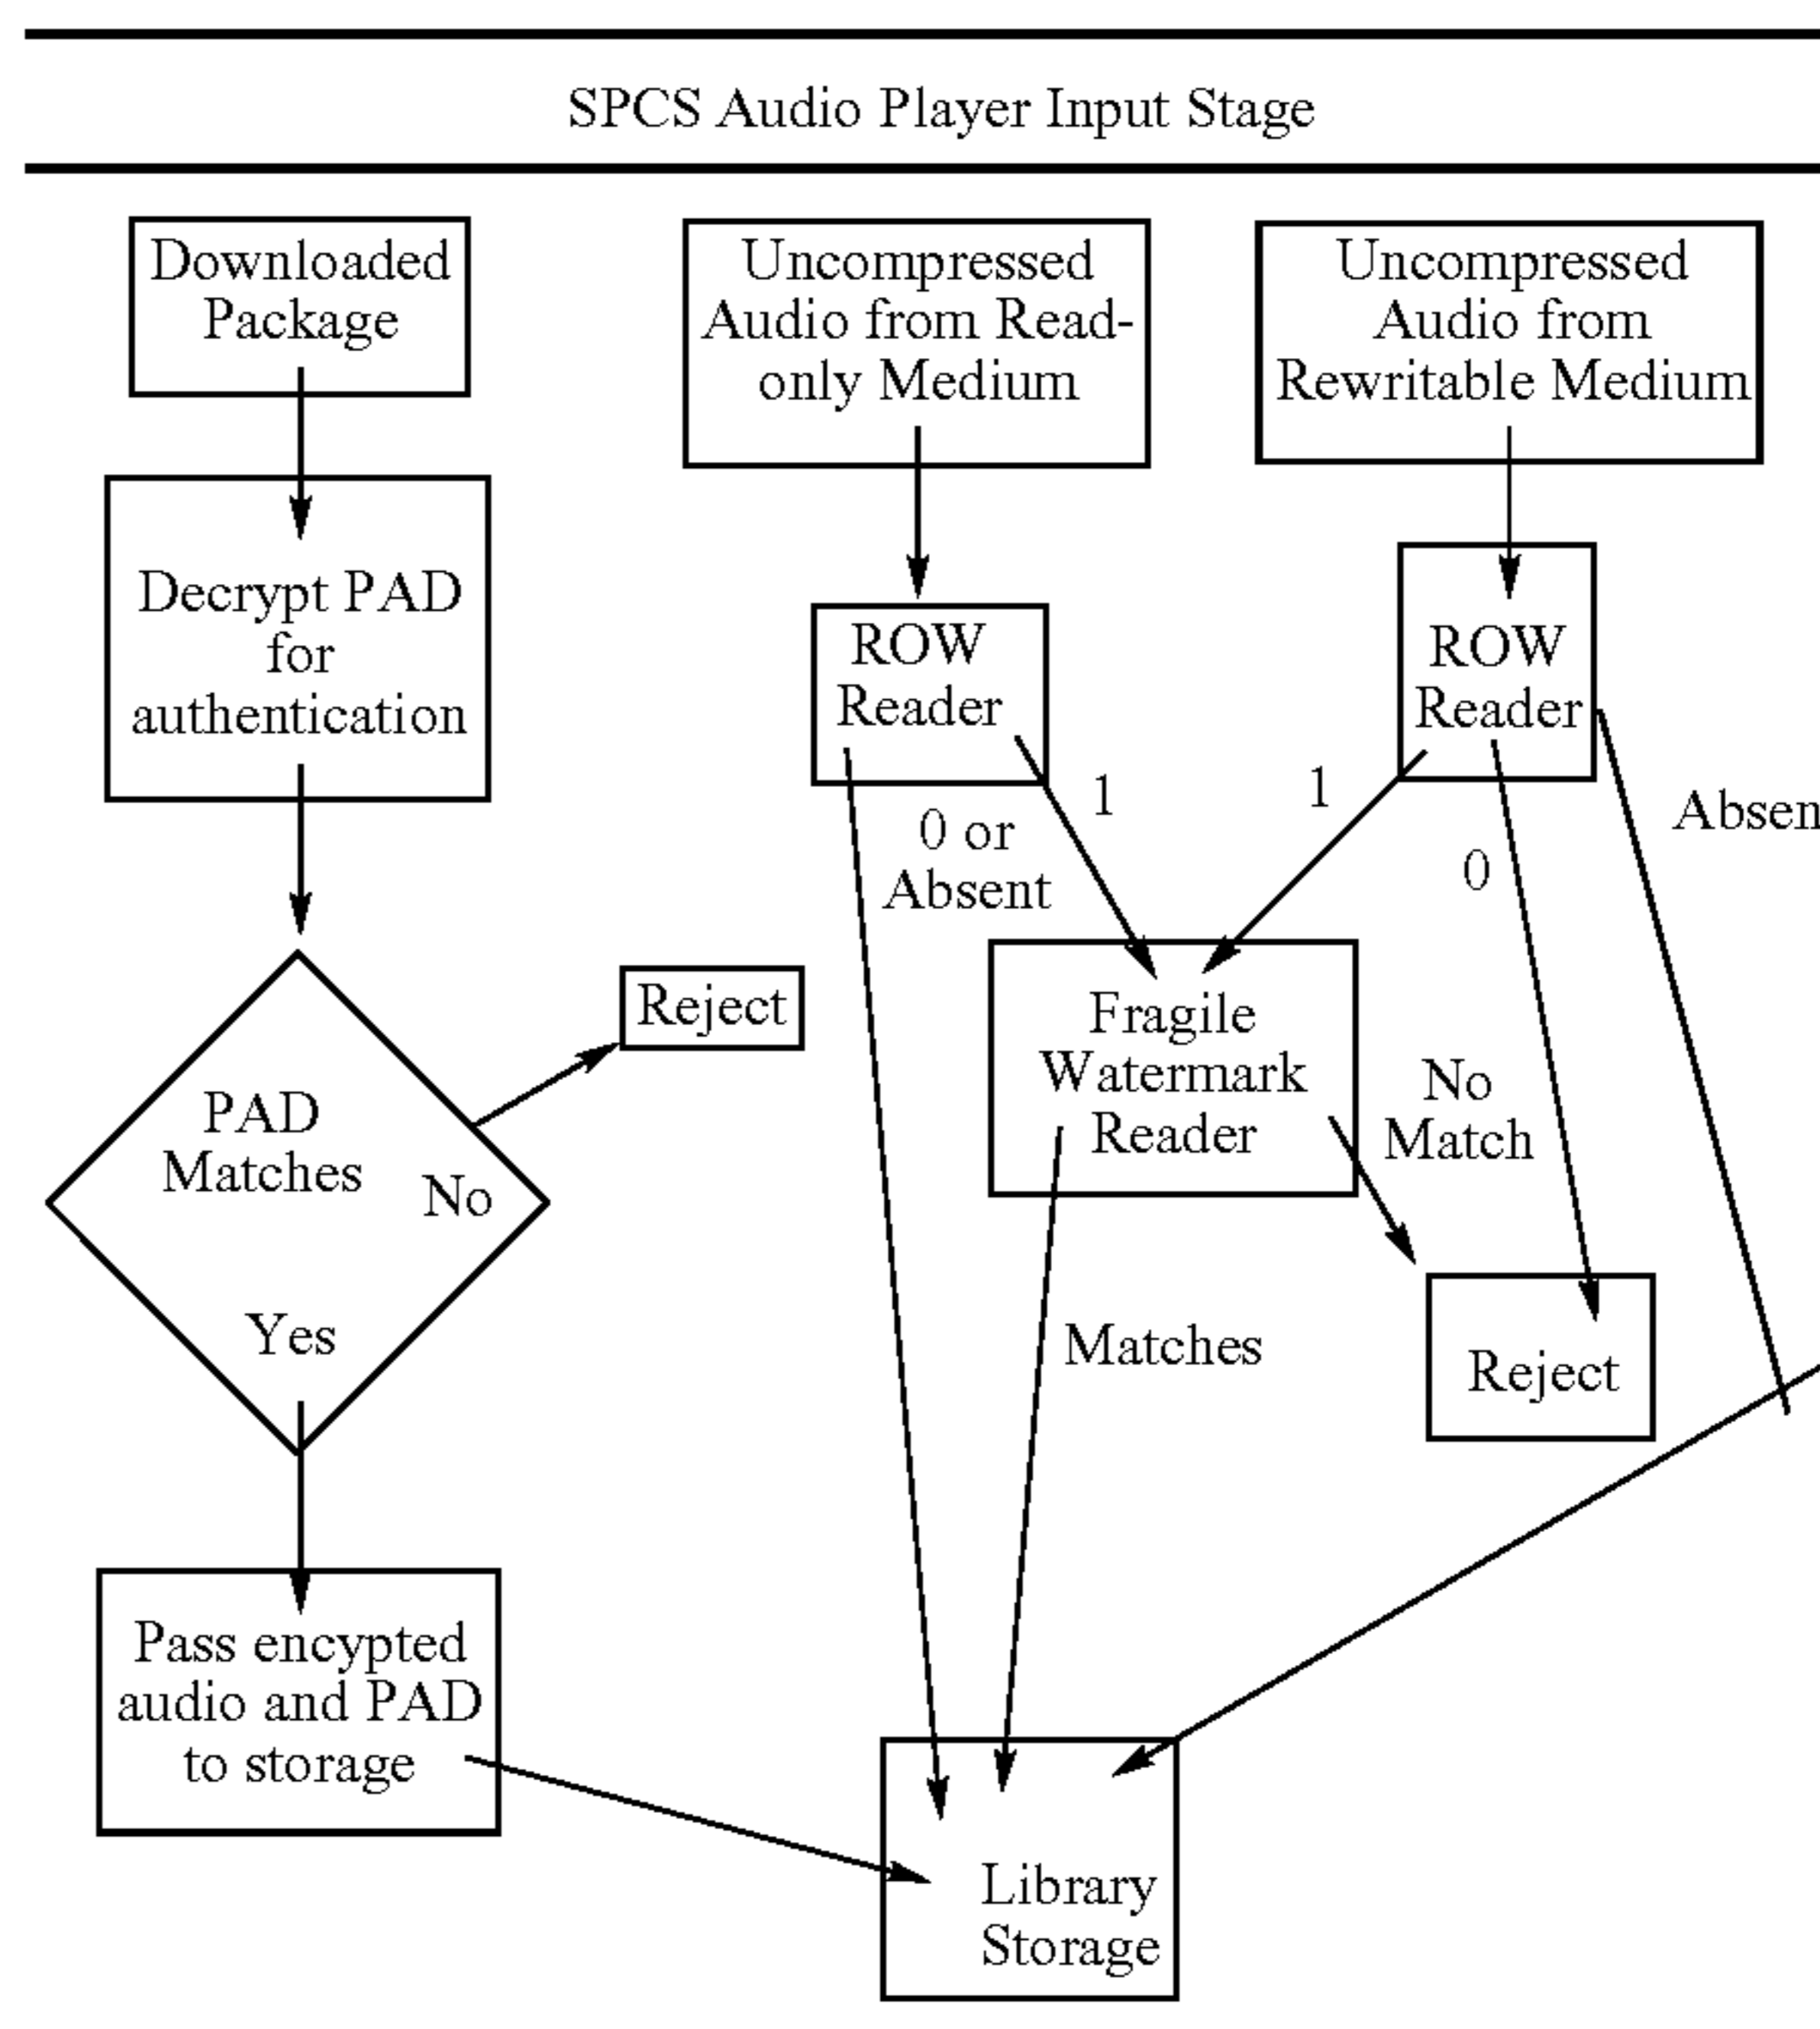 SPCS Audio Player Input Stage
Downloaded
Package
Uncompressed
Audio from Read-
only Medium
Uncompressed
Audio from
Rewritable Medium
Decrypt PAD
for
authentication
ROW
Reader
ROW
Reader
1
0 or
Absent
1
0
Absen
Reject
PAD
Matches
No
Yes
Fragile
Watermark
Reader
No
Match
Matches
Reject
Pass encypted
audio and PAD
to storage
Library
Storage